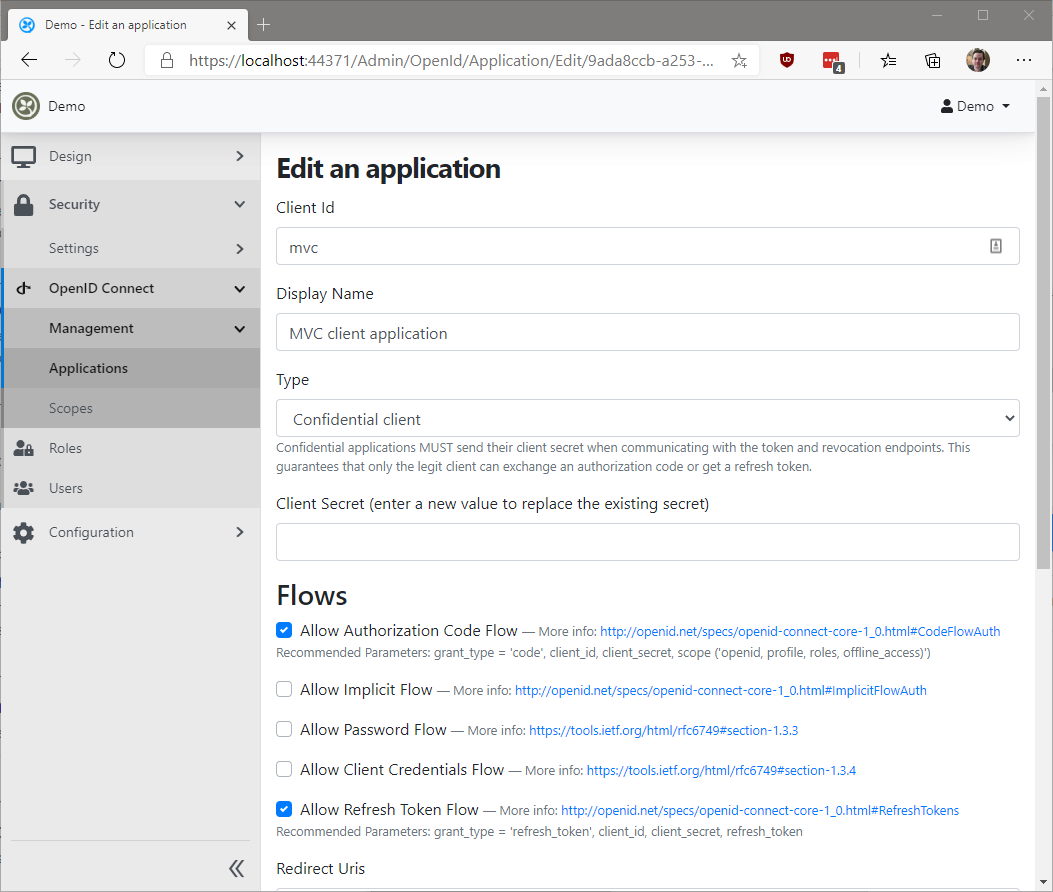 Demo - Edit an application
https://localhost:44371/Admin/OpenId/Application/Edit/9ada8ccb-a253-...
4
Demo
Demo
Design
Security
Settings
OpenID Connect
Management
Applications
Scopes
Roles
Users
Configuration
Edit an application
Client Id
mvc
Display Name
MVC client application
Type
Confidential client
Confidential applications MUST send their client secret when communicating with the token and revocation endpoints. This
guarantees that only the legit client can exchange an authorization code or get a refresh token.
Client Secret (enter a new value to replace the existing secret)
Flows
Allow Authorization Code Flow — More info: http://openid.net/specs/openid-connect-core-1_0.html#CodeFlowAuth
Recommended Parameters: grant_type = 'code', client_id, client_secret, scope ('openid, profile, roles, offline_access)')
Allow Implicit Flow — More info: http://openid.net/specs/openid-connect-core-1_0.html#ImplicitFlowAuth
Allow Password Flow — More info: https://tools.ietf.org/html/rfc6749#section-1.3.3
Allow Client Credentials Flow — More info: https://tools.ietf.org/html/rfc6749#section-1.3.4
Allow Refresh Token Flow — More info: http://openid.net/specs/openid-connect-core-1_0.html#RefreshTokens
Recommended Parameters: grant_type = 'refresh_token', client_id, client_secret, refresh_token
Redirect Uris